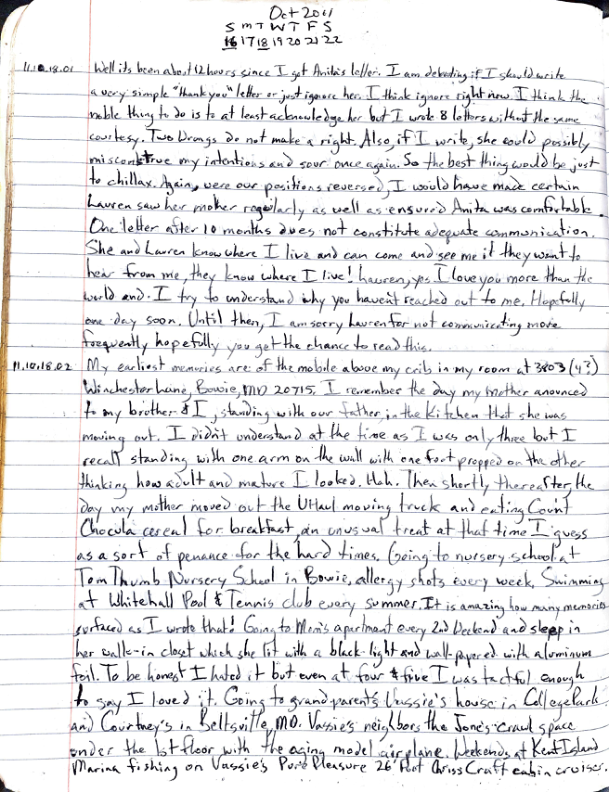 Oct 2011
S M T W T F S
16 17 18 19 20 21 22
11.10.18.01 Well its been about 12 hours since I got Anita's letter. I am debating if I should write
a very simple "thank you" letter or just ignore her. I think ignore right now. I think the
noble thing to do is to at least acknowledge her but I wrote 8 letters without the same
courtesy. Two wrongs do not make a right. Also, if I write, she could possibly
misconstrue my intentions and sour once again. So the best thing would be just
to chillax. Again, were our positions reversed, I would have made certain
Lauren saw her mother regularly as well as ensured Anita was comfortable.
One letter after 10 months does not constitute adequate communication.
She and Lauren know where I live and can come and see me if they want to
hear from me, they know where I live! Lauren, yes I love you more than the
world and. I try to understand why you haven't reached out to me. Hopefully
one day soon. Until then, I am sorry Lauren for not communicating more
frequently hopefully you get the chance to read this.
11.10.18.02 My earliest memories are of the mobile above my crib in my room at 3803 (4?)
Winchester Lane, Bowie, MD 20715. I remember the day my mother anounced
to my brother & I, standing with our father, in the kitchen that she was
moving out. I didn't understand at the time as I was only three but I
recall standing with one arm on the wall with one foot propped on the other
thinking how adult and mature I looked. Huh. Then shortly thereafter, the
day my mother moved out the UHaul moving truck and eating Count
Chocula cereal for breakfast, an unusual treat at that time I guess
as a sort of penance for the hard times. Going to nursery school at
Tom Thumb Nursery School in Bowie, allergy shots every week. Swimming
at Whitehall Pool & Tennis club every summer. It is amazing how many memories
surfaced as I wrote that! Going to Mom's apartment every 2nd weekend and sleep in
her walk-in closet which she lit with a black-light and wall-papered with aluminum
foil. To be honest I hated it but even at four & five I was tactful enough
to say I loved it. Going to grandparents Vassie's house in College Park
and Courtney's in Beltsville, MD. Vassie's neighbors the Jone's crawl space
under the 1st floor with the aging model airplane. Weekends at Kent Island
Marina fishing on Vassie's Pure Pleasure 26' Chriss Craft cabin cruiser.